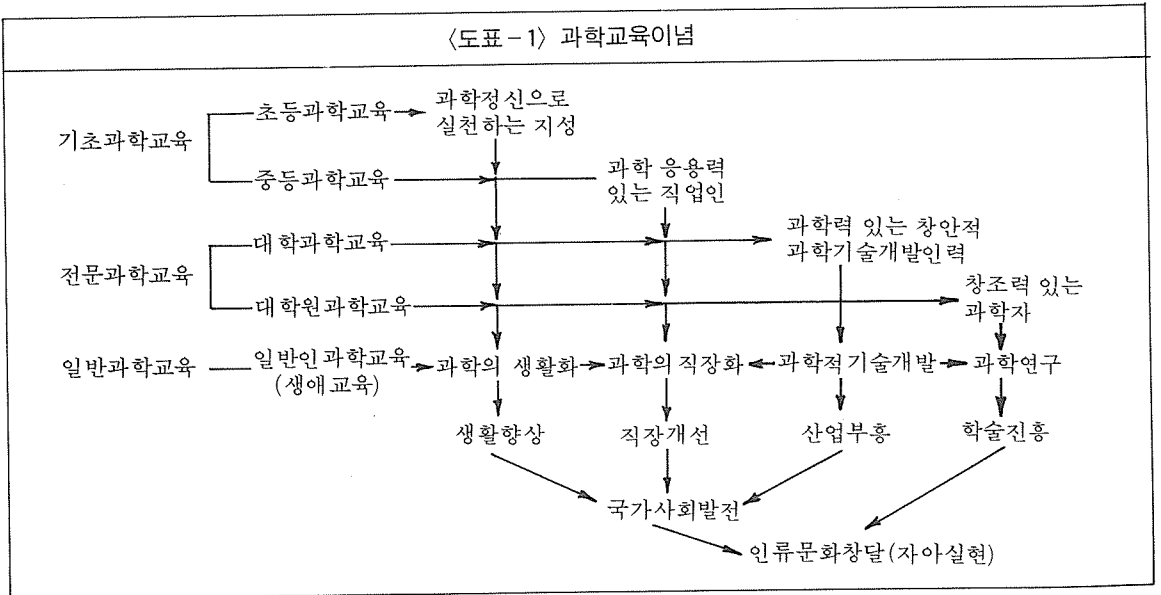 〈도표-1〉 과학교육이념
기초과학교육
초등과학교육
과학정신으로
실천하는 지성
중등과학교육
과학 응용력
있는 직업인
전문과학교육
대학과학교육
과학력 있는 창안적
과학기술개발인력
대학원과학교육
창조력 있는
과학자
일반과학교육
일반인과학교육
(생애교육)
과학의 생활화
과학의 직장화
과학적기술개발
과학연구
생활향상
직장개선
산업부흥
학술진흥
국가사회발전
인류문화창달(자아실현)